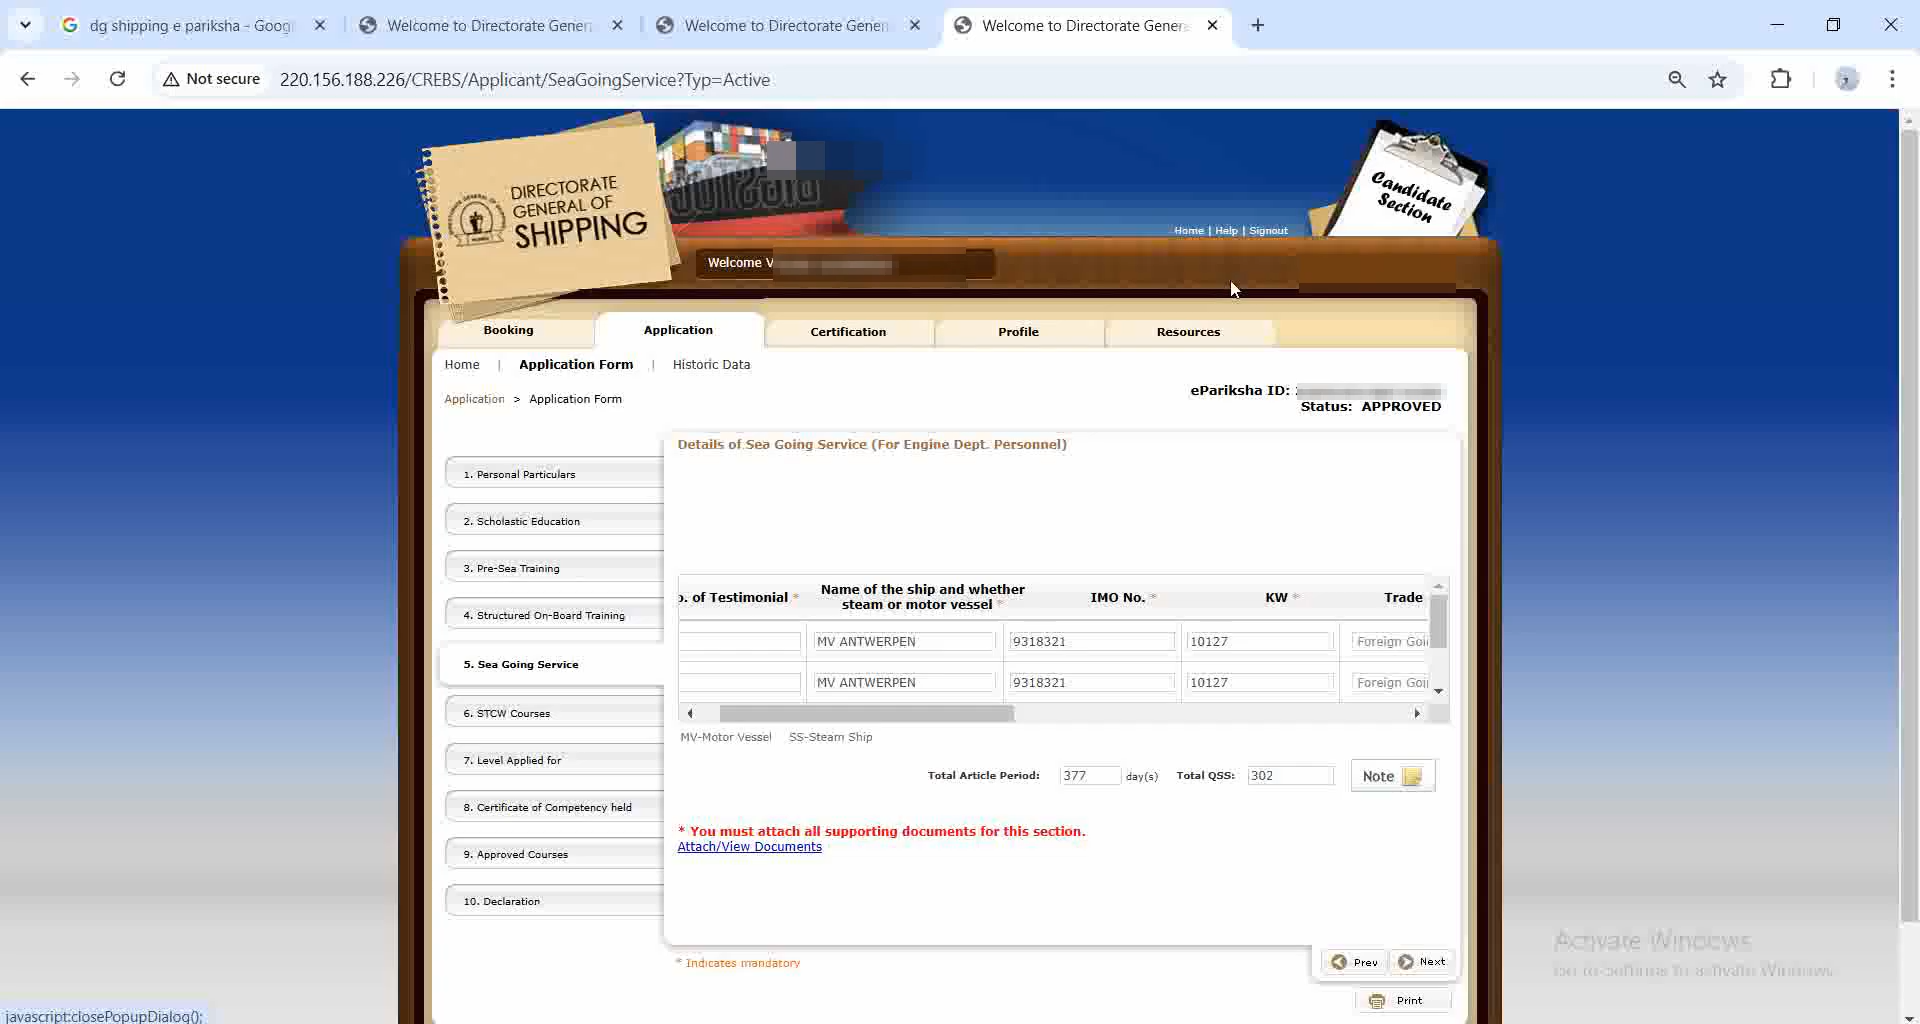 dg shipping e pariksha - Goog
Welcome to Directorate Gener
Welcome to Directorate Gener
Welcome to Directorate Gener
Not secure
220.156.188.226/CREBS/Applicant/SeaGoingService?Typ=Active
DIRECTORATE
GENERAL OF
SHIPPING
Candidate
Section
Home | Help | Signout
Welcome V
Booking
Application
Certification
Profile
Resources
Home | Application Form | Historic Data
Application > Application Form
ePariksha ID:
Status: APPROVED
Details of Sea Going Service (For Engine Dept. Personnel)
1. Personal Particulars
2. Scholastic Education
3. Pre-Sea Training
4. Structured On-Board Training
5. Sea Going Service
6. STCW Courses
7. Level Applied for
8. Certificate of Competency held
9. Approved Courses
10. Declaration
o. of Testimonial * Name of the ship and whether steam or motor vessel * IMO No. * KW * Trade
MV ANTWERPEN 9318321 10127 Foreign Goi
MV ANTWERPEN 9318321 10127 Foreign Goi
MV-Motor Vessel SS-Steam Ship
Total Article Period: 377 day(s) Total QSS: 302 Note
* You must attach all supporting documents for this section.
Attach/View Documents
* Indicates mandatory
Prev Next
Print
Activate Windows
Go to Settings to activate Windows.
javascript:closePopupDialog();